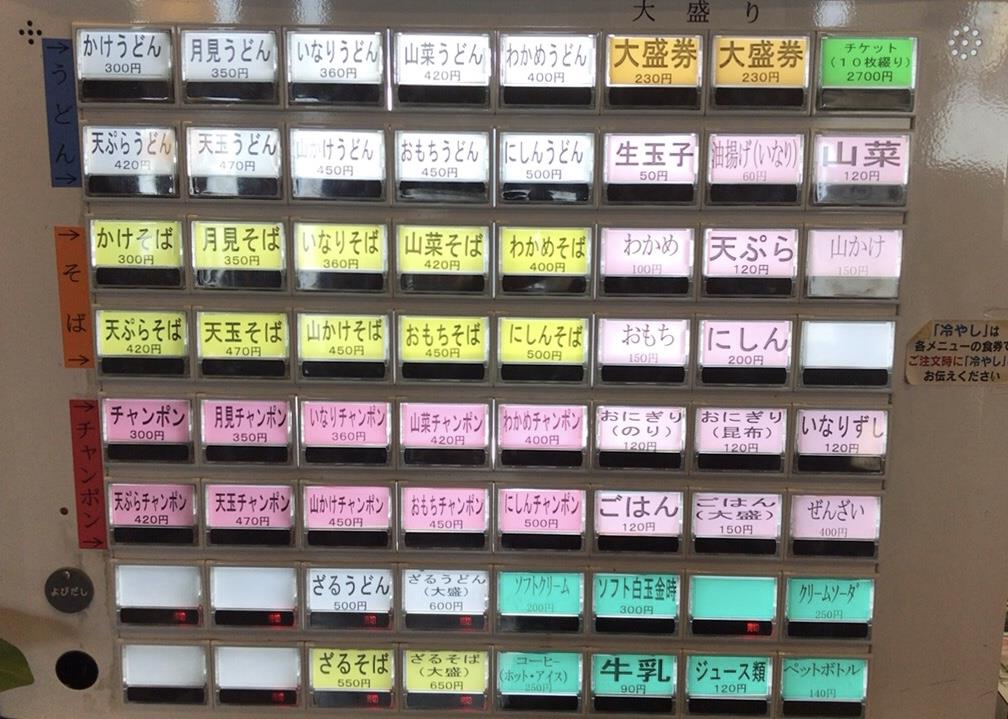 大盛り
→うどん→
かけうどん
300円
月見うどん
350円
いなりうどん
360円
山菜うどん
420円
わかめうどん
400円
大盛券
230円
大盛券
230円
チケット
(10枚綴り)
2700円
天ぷらうどん
420円
天玉うどん
470円
山かけうどん
450円
おもちうどん
450円
にしんうどん
500円
生玉子
50円
油揚げ(いなり)
60円
山菜
120円
→そば→
かけそば
300円
月見そば
350円
いなりそば
360円
山菜そば
420円
わかめそば
400円
わかめ
100円
天ぷら
120円
山かけ
150円
天ぷらそば
420円
天玉そば
470円
山かけそば
450円
おもちそば
450円
にしんそば
500円
おもち
150円
にしん
200円
「冷やし」は
各メニューの食券で
ご注文時に「冷やし」
お伝えください
→チャンポン→
チャンポン
300円
月見チャンポン
350円
いなりチャンポン
360円
山菜チャンポン
420円
わかめチャンポン
400円
おにぎり
(のり)
120円
おにぎり
(昆布)
120円
いなりずし
120円
天ぷらチャンポン
420円
天玉チャンポン
470円
山かけチャンポン
450円
おもちチャンポン
450円
にしんチャンポン
500円
ごはん
120円
ごはん
(大盛)
150円
ぜんざい
400円
よびだし
ざるうどん
500円
ざるうどん
(大盛)
600円
ソフトクリーム
200円
ソフト白玉金時
300円
クリームソーダ
250円
ざるそば
550円
ざるそば
(大盛)
650円
コーヒー
(ホット・アイス)
250円
牛乳
90円
ジュース類
120円
ペットボトル
140円